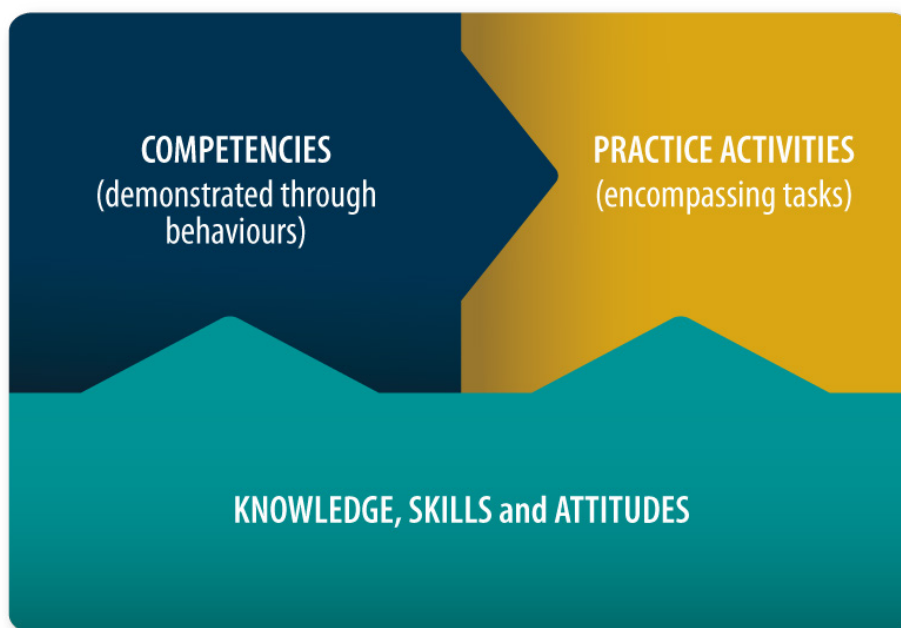 COMPETENCIES
(demonstrated through
behaviours)
PRACTICE ACTIVITIES
(encompassing tasks)
KNOWLEDGE, SKILLS and ATTITUDES